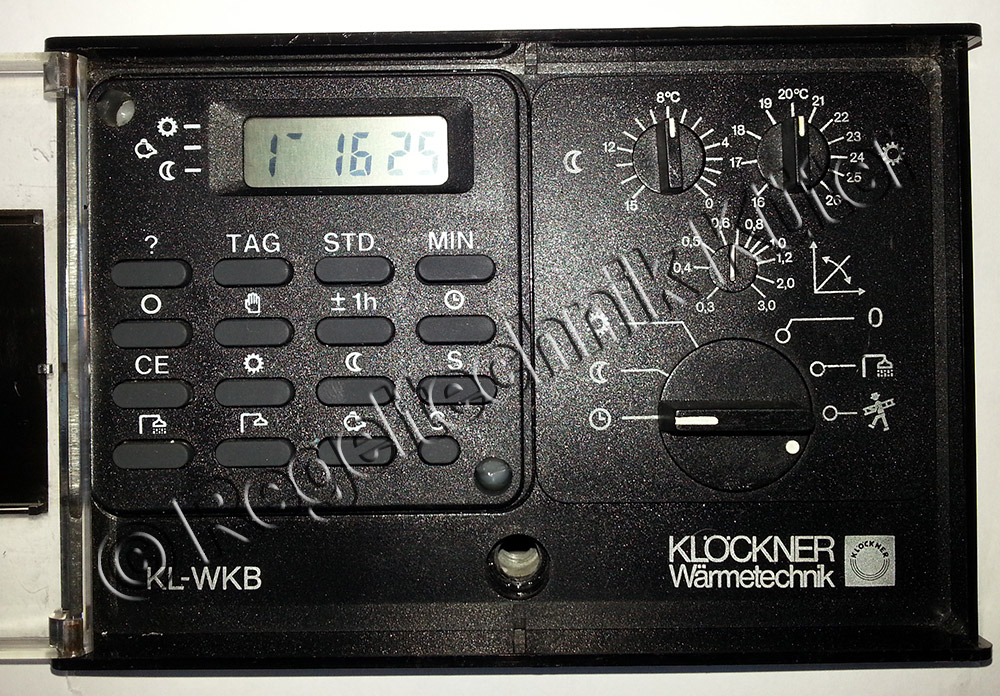 1 16 25
? TAG STD. MIN
± 1h
CE S
8°C
4
0
12
15
20°C
19 21
18 22
17 23
24
25
16 26
0,6 0,8
0,5 1,0
0,4 1,2
2,0
0,3 3,0
0
KL-WKB
KLÖCKNER
Wärmetechnik
KLÖCKNER
© Regeltechnik Köter